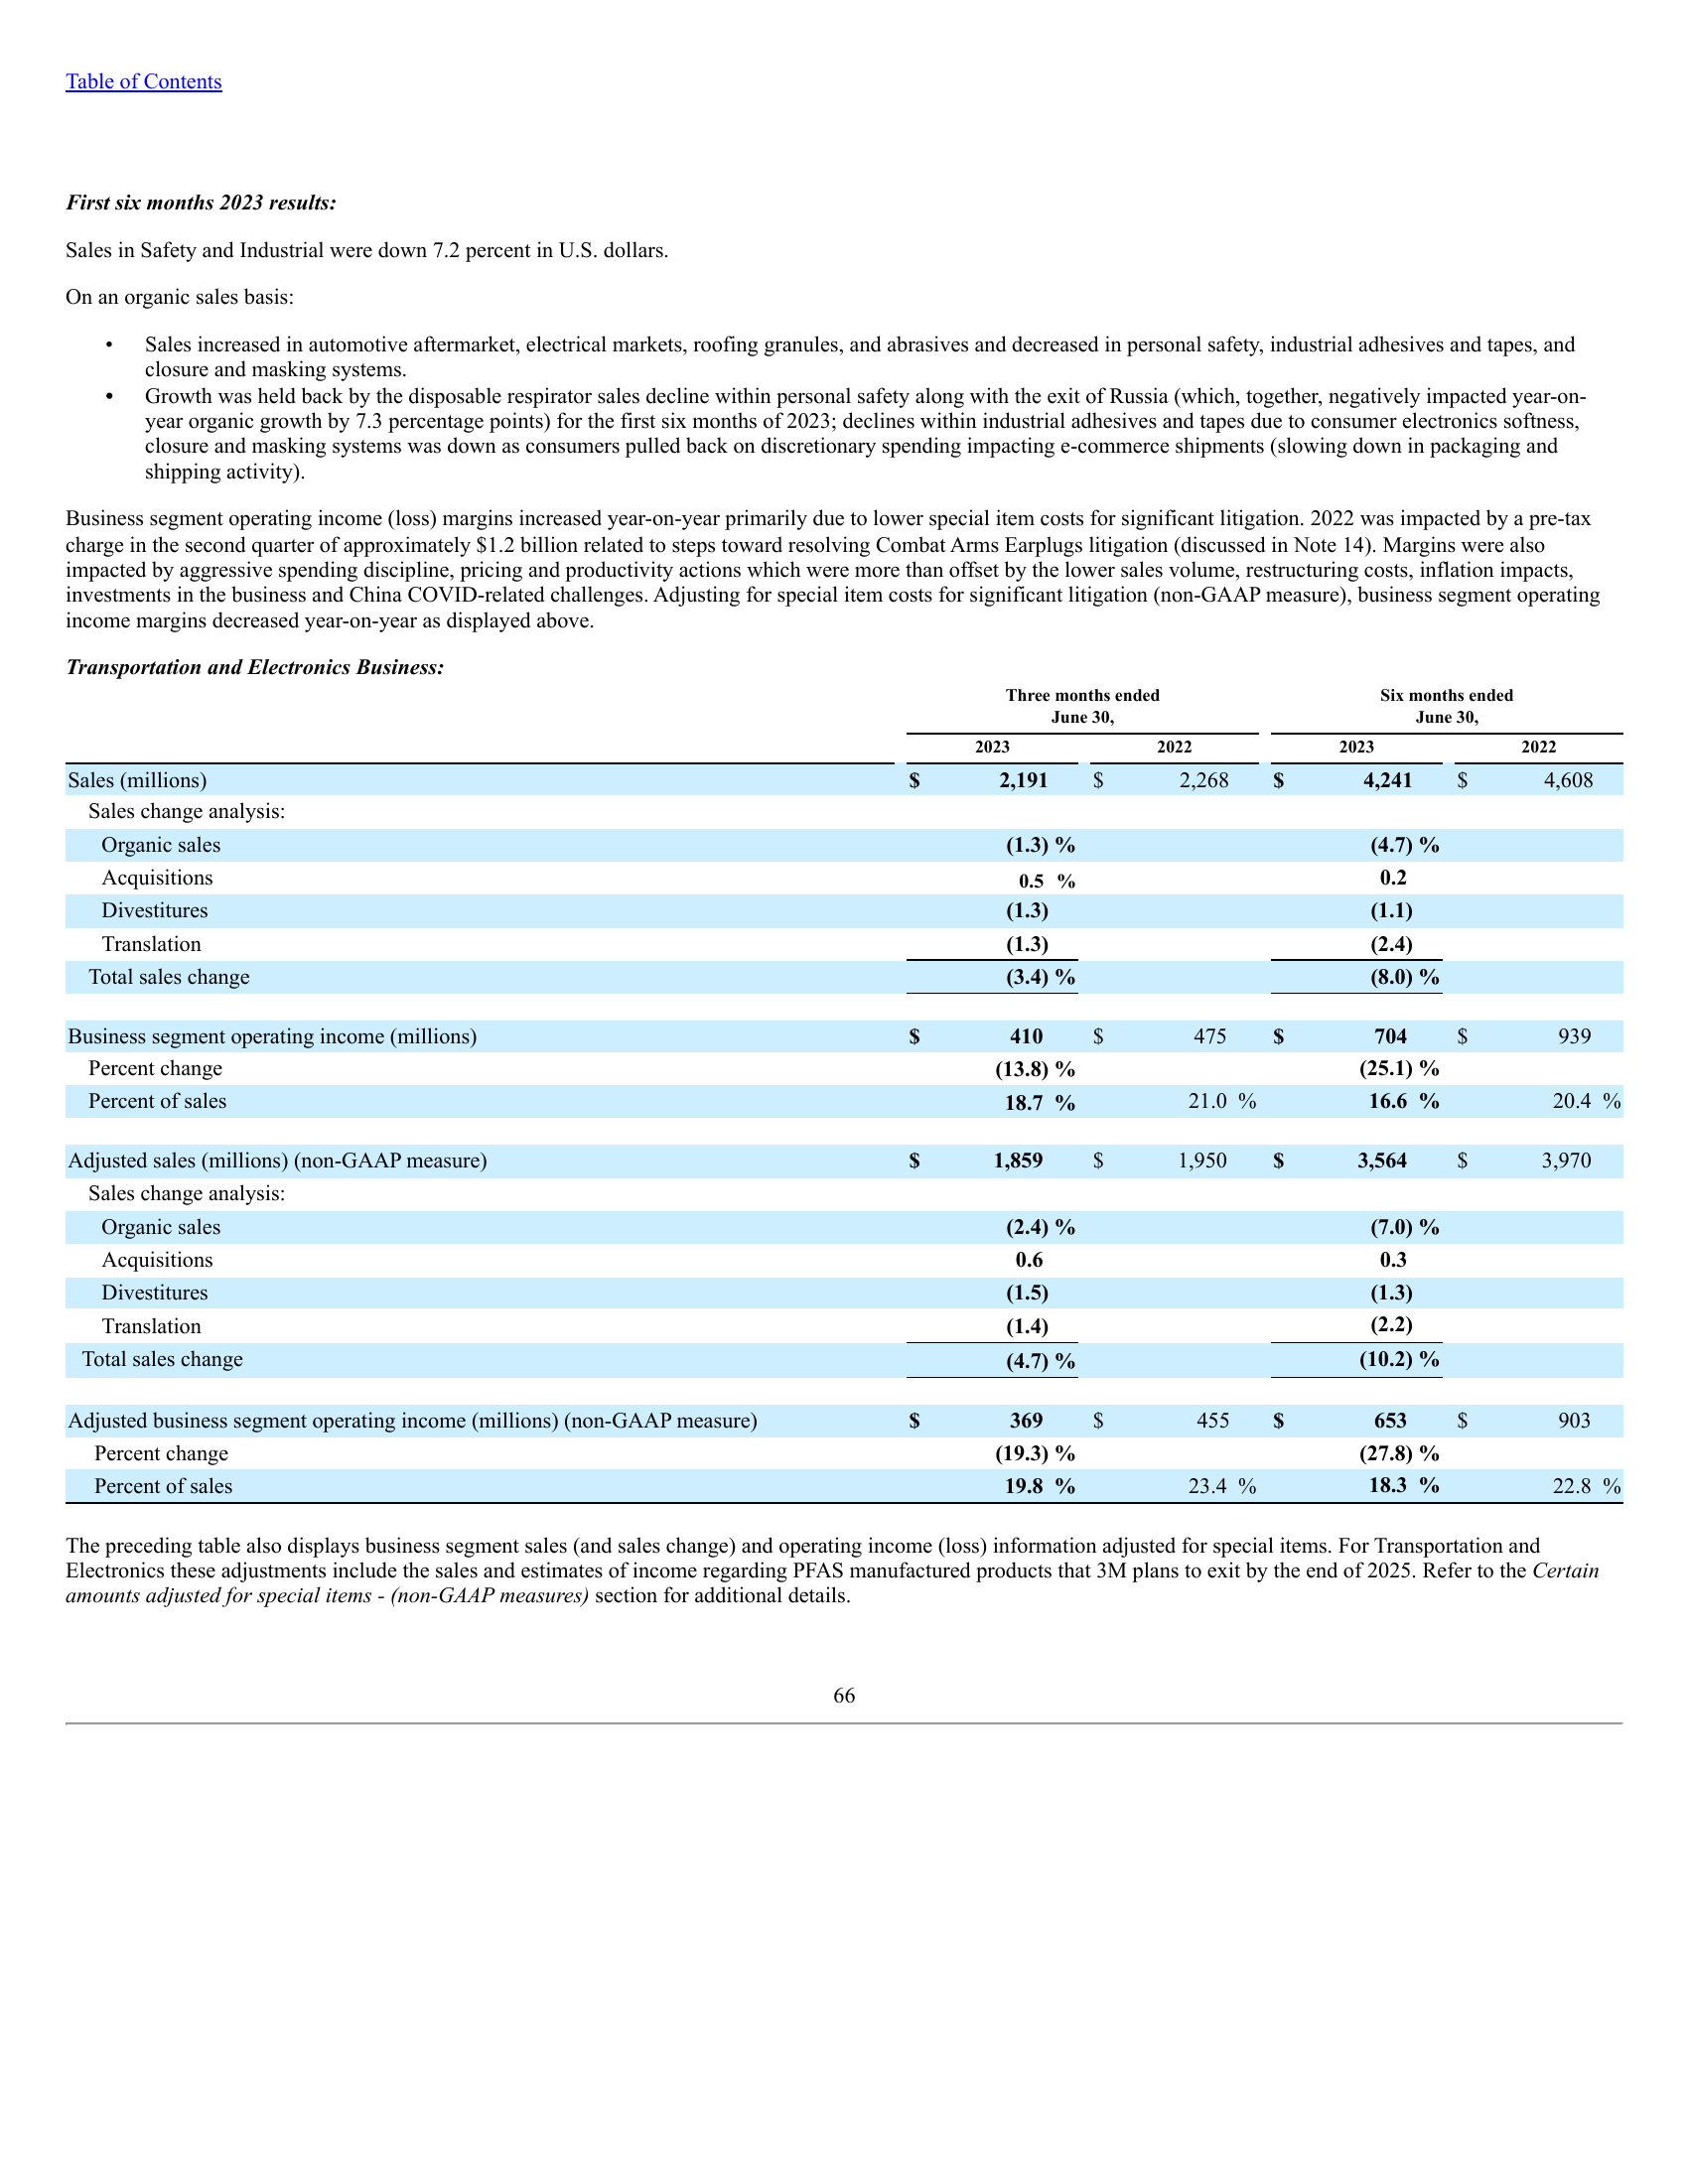 Table of Contents
First six months 2023 results:
Sales in Safety and Industrial were down 7.2 percent in U.S. dollars.
On an organic sales basis:
• Sales increased in automotive aftermarket, electrical markets, roofing granules, and abrasives and decreased in personal safety, industrial adhesives and tapes, and
closure and masking systems.
• Growth was held back by the disposable respirator sales decline within personal safety along with the exit of Russia (which, together, negatively impacted year-on-
year organic growth by 7.3 percentage points) for the first six months of 2023; declines within industrial adhesives and tapes due to consumer electronics softness,
closure and masking systems was down as consumers pulled back on discretionary spending impacting e-commerce shipments (slowing down in packaging and
shipping activity).
Business segment operating income (loss) margins increased year-on-year primarily due to lower special item costs for significant litigation. 2022 was impacted by a pre-tax
charge in the second quarter of approximately $1.2 billion related to steps toward resolving Combat Arms Earplugs litigation (discussed in Note 14). Margins were also
impacted by aggressive spending discipline, pricing and productivity actions which were more than offset by the lower sales volume, restructuring costs, inflation impacts,
investments in the business and China COVID-related challenges. Adjusting for special item costs for significant litigation (non-GAAP measure), business segment operating
income margins decreased year-on-year as displayed above.
Transportation and Electronics Business:
Three months ended Six months ended
June 30, June 30,
2023 2022 2023 2022
Sales (millions) $ 2,191 $ 2,268 $ 4,241 $ 4,608
Sales change analysis:
Organic sales (1.3) % (4.7) %
Acquisitions 0.5 % 0.2
Divestitures (1.3) (1.1)
Translation (1.3) (2.4)
Total sales change (3.4) % (8.0) %
Business segment operating income (millions) $ 410 $ 475 $ 704 $ 939
Percent change (13.8) % (25.1) %
Percent of sales 18.7 % 21.0 % 16.6 % 20.4 %
Adjusted sales (millions) (non-GAAP measure) $ 1,859 $ 1,950 $ 3,564 $ 3,970
Sales change analysis:
Organic sales (2.4) % (7.0) %
Acquisitions 0.6 0.3
Divestitures (1.5) (1.3)
Translation (1.4) (2.2)
Total sales change (4.7) % (10.2) %
Adjusted business segment operating income (millions) (non-GAAP measure) $ 369 $ 455 $ 653 $ 903
Percent change (19.3) % (27.8) %
Percent of sales 19.8 % 23.4 % 18.3 % 22.8 %
The preceding table also displays business segment sales (and sales change) and operating income (loss) information adjusted for special items. For Transportation and
Electronics these adjustments include the sales and estimates of income regarding PFAS manufactured products that 3M plans to exit by the end of 2025. Refer to the Certain
amounts adjusted for special items - (non-GAAP measures) section for additional details.
66